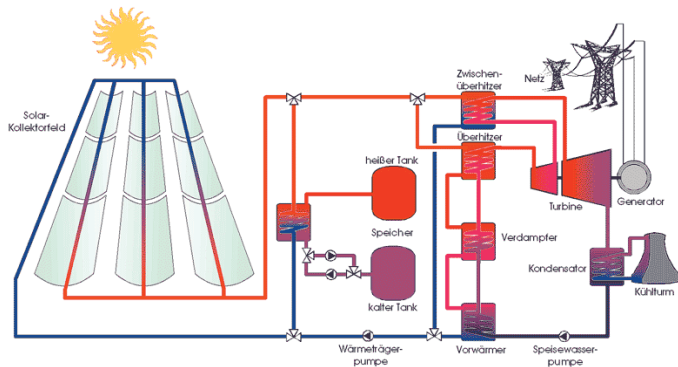 Solar-
Kollektorfeld
Zwischen-
überhitzer
Netz
Überhitzer
heißer Tank
Speicher
kalter Tank
Turbine
Generator
Verdampfer
Kondensator
Kühlturm
Wärmeträger-
pumpe
Vorwärmer
Speisewasser-
pumpe